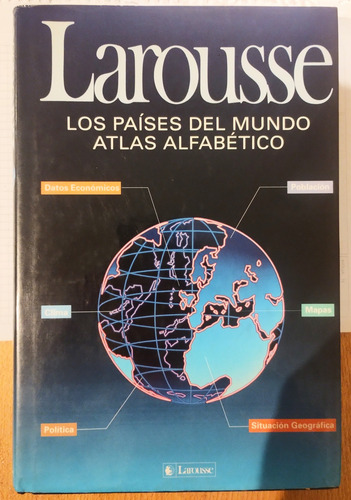 Larousse
LOS PAÍSES DEL MUNDO
ATLAS ALFABÉTICO
Datos Económicos
Población
Clima
Mapas
Política
Situación Geográfica
Larousse